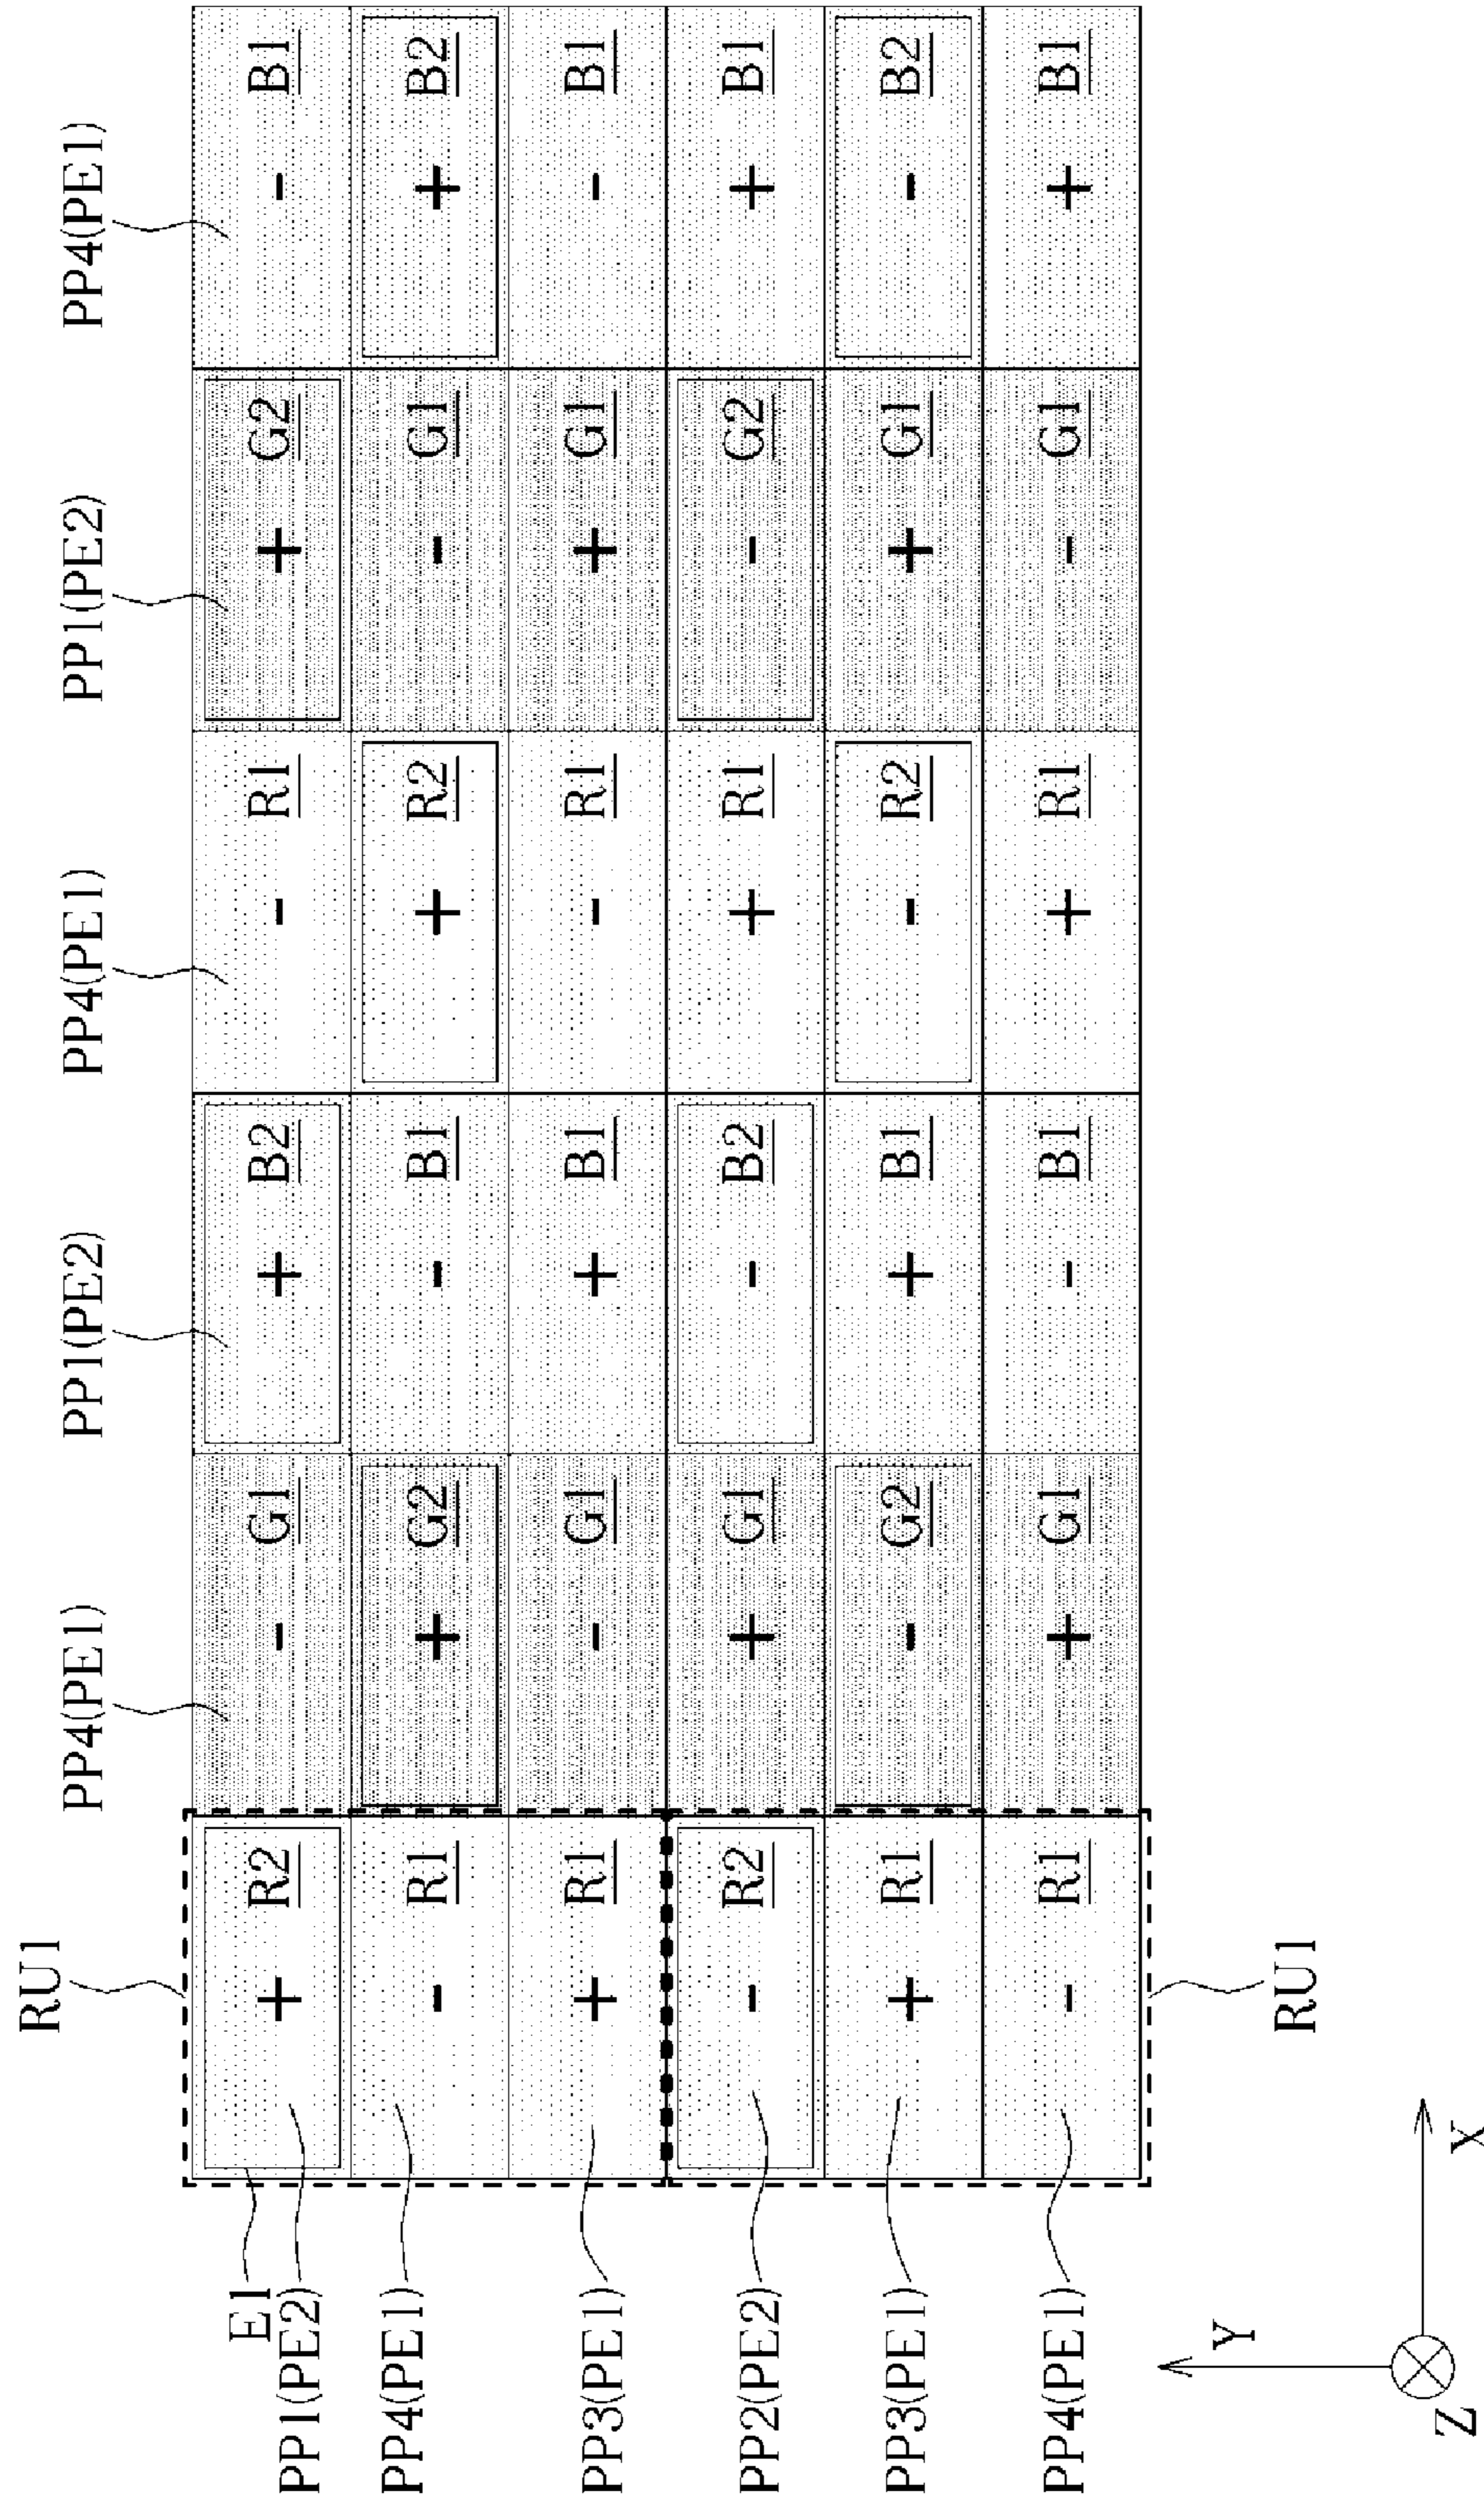 RU1
PP4(PE1) PP1(PE2) PP4(PE1) PP1(PE2) PP4(PE1)
E1
PP1(PE2) + R2 - G1 + B2 - R1 + G2 - B1
PP4(PE1) - R1 + G2 - B1 + R2 - G1 + B2
PP3(PE1) + R1 - G1 + B1 - R1 + G1 - B1
PP2(PE2) - R2 + G1 - B2 + R1 - G2 + B1
PP3(PE1) + R1 - G2 + B1 - R2 + G1 - B2
PP4(PE1) - R1 + G1 - B1 + R1 - G1 + B1
Y
RU1
Z X